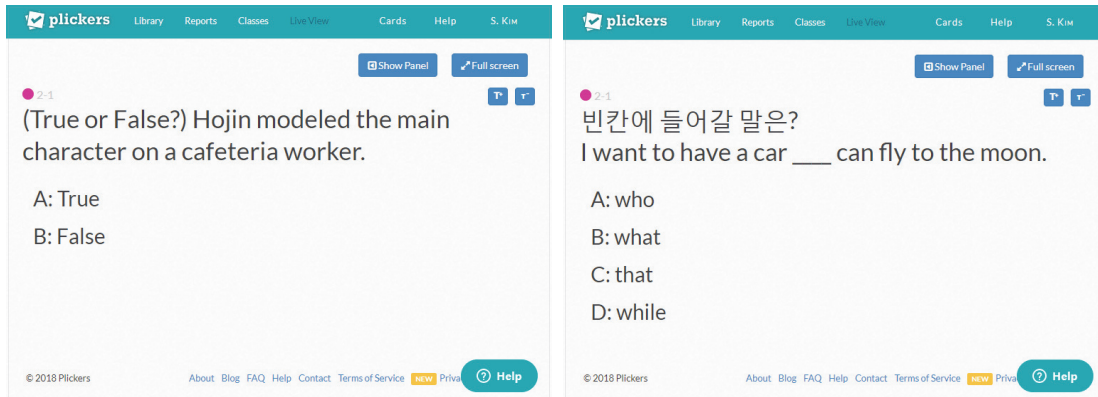 plickers Library Reports Classes Live View Cards Help S. KIM
Show Panel Full screen
2-1 T+ T-
(True or False?) Hojin modeled the main
character on a cafeteria worker.
A: True
B: False
© 2018 Plickers About Blog FAQ Help Contact Terms of Service NEW Priva Help
plickers Library Reports Classes Live View Cards Help S. KIM
Show Panel Full screen
2-1 T+ T-
빈칸에 들어갈 말은?
I want to have a car ____ can fly to the moon.
A: who
B: what
C: that
D: while
© 2018 Plickers About Blog FAQ Help Contact Terms of Service NEW Priva Help